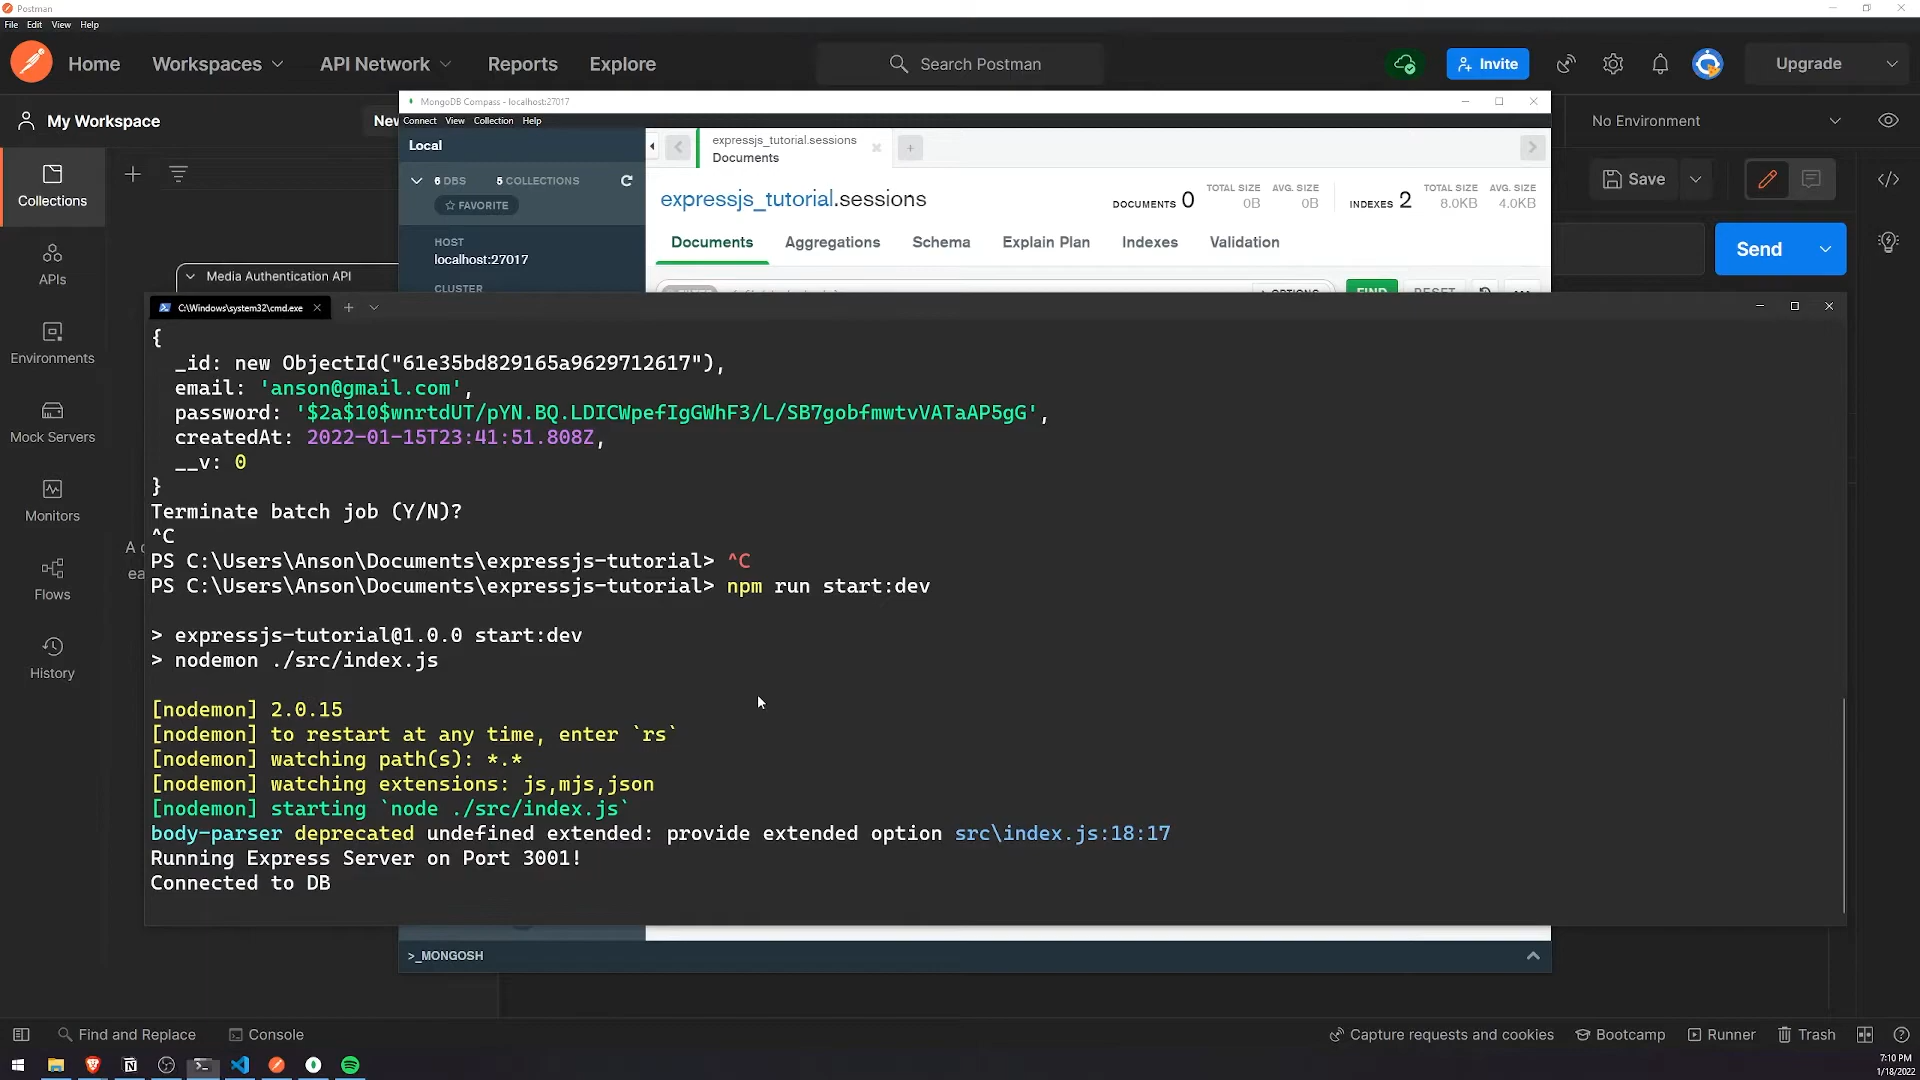 Postman
File Edit View Help
Home Workspaces API Network Reports Explore Search Postman Invite Upgrade
MongoDB Compass - localhost:27017
My Workspace New Connect View Collection Help No Environment
Local expressjs_tutorial.sessions
Documents
Collections 6 DBS 5 COLLECTIONS Save
FAVORITE expressjs_tutorial.sessions DOCUMENTS 0 TOTAL SIZE 0B AVG. SIZE 0B INDEXES 2 TOTAL SIZE 8.0KB AVG. SIZE 4.0KB
HOST
localhost:27017 Documents Aggregations Schema Explain Plan Indexes Validation Send
APIs Media Authentication API CLUSTER OPTIONS FIND RESET
C:\Windows\system32\cmd.exe
{
_id: new ObjectId("61e35bd829165a9629712617"),
email: 'anson@gmail.com',
password: '$2a$10$wnrtdUT/pYN.BQ.LDICWpefIgGWhF3/L/SB7gobfmwtvVATaAP5gG',
createdAt: 2022-01-15T23:41:51.808Z,
__v: 0
}
Terminate batch job (Y/N)?
^C
PS C:\Users\Anson\Documents\expressjs-tutorial> ^C
PS C:\Users\Anson\Documents\expressjs-tutorial> npm run start:dev
> expressjs-tutorial@1.0.0 start:dev
> nodemon ./src/index.js
[nodemon] 2.0.15
[nodemon] to restart at any time, enter `rs`
[nodemon] watching path(s): *.*
[nodemon] watching extensions: js,mjs,json
[nodemon] starting `node ./src/index.js`
body-parser deprecated undefined extended: provide extended option src\index.js:18:17
Running Express Server on Port 3001!
Connected to DB
Environments
Mock Servers
Monitors
Flows
History
>_MONGOSH
Find and Replace Console Capture requests and cookies Bootcamp Runner Trash
7:10 PM
1/18/2022